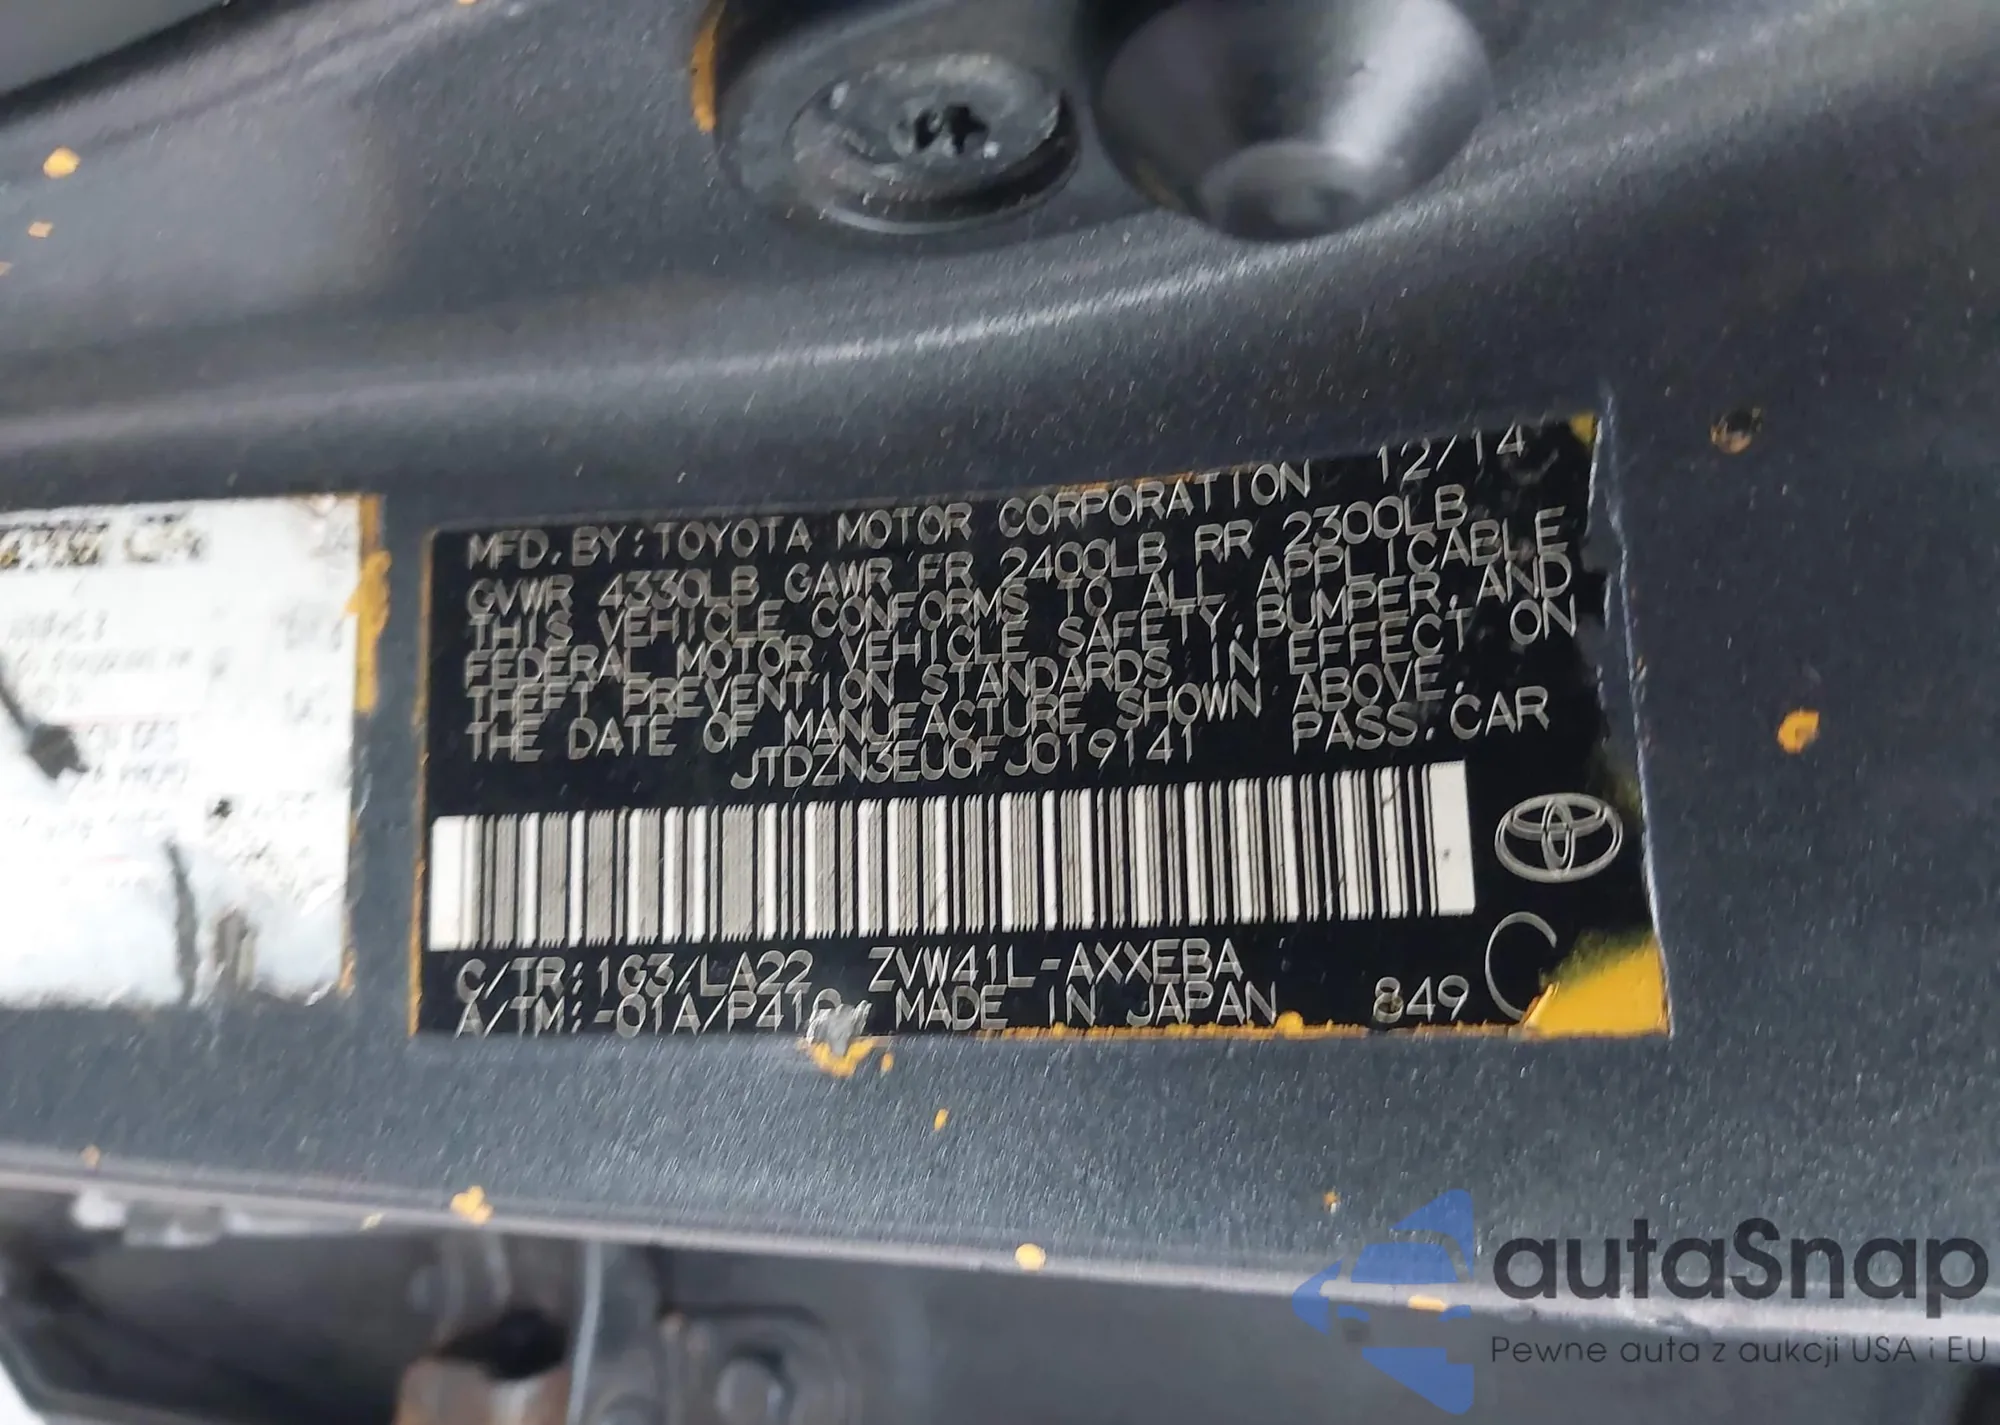 MFD. BY: TOYOTA MOTOR CORPORATION 12/14
GVWR 4330LB GAWR FR 2400LB RR 2300LB
THIS VEHICLE CONFORMS TO ALL APPLICABLE
FEDERAL MOTOR VEHICLE SAFETY, BUMPER, AND
THEFT PREVENTION STANDARDS IN EFFECT ON
THE DATE OF MANUFACTURE SHOWN ABOVE.
JTDZN3EU0FJ019141 PASS. CAR
C/TR: 1G3/LA22 ZVW41L-AXXEBA
A/TM: -01A/P410 MADE IN JAPAN 849 C
autaSnap
Pewne auta z aukcji USA i EU